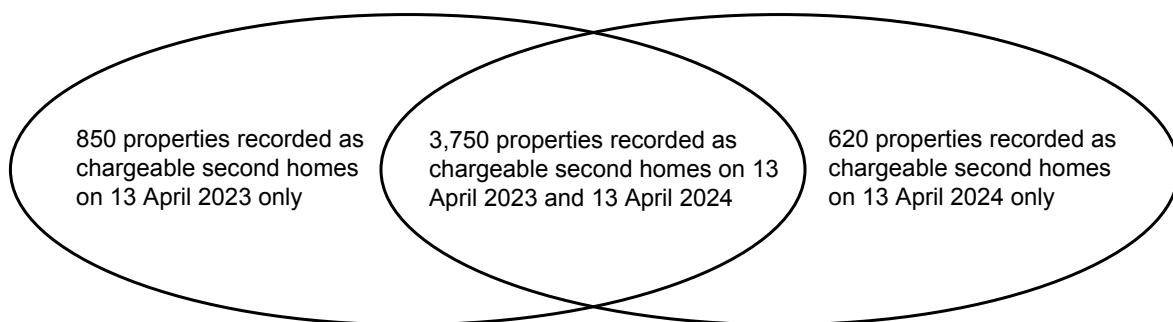 850 properties recorded as
chargeable second homes
on 13 April 2023 only
3,750 properties recorded as
chargeable second homes on 13
April 2023 and 13 April 2024
620 properties recorded as
chargeable second homes
on 13 April 2024 only